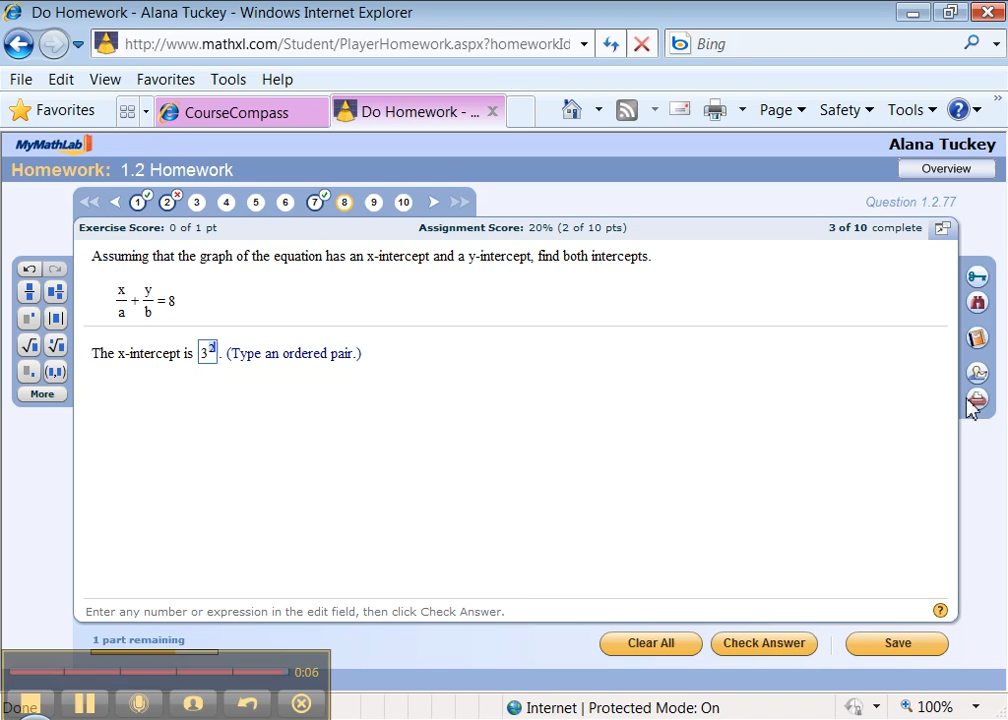 Do Homework - Alana Tuckey - Windows Internet Explorer
http://www.mathxl.com/Student/PlayerHomework.aspx?homeworkId
Bing
File Edit View Favorites Tools Help
Favorites
CourseCompass
Do Homework - ...
Page Safety Tools
MyMathLab
Alana Tuckey
Homework: 1.2 Homework
Overview
1 2 3 4 5 6 7 8 9 10
Question 1.2.77
Exercise Score: 0 of 1 pt
Assignment Score: 20% (2 of 10 pts)
3 of 10 complete
Assuming that the graph of the equation has an x-intercept and a y-intercept, find both intercepts.
x/a + y/b = 8
The x-intercept is 3². (Type an ordered pair.)
More
Enter any number or expression in the edit field, then click Check Answer.
1 part remaining
Clear All
Check Answer
Save
0:06
Done
Internet | Protected Mode: On
100%